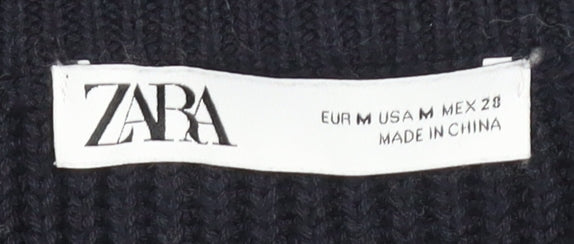 ZARA
EUR M USA M MEX 28
MADE IN CHINA